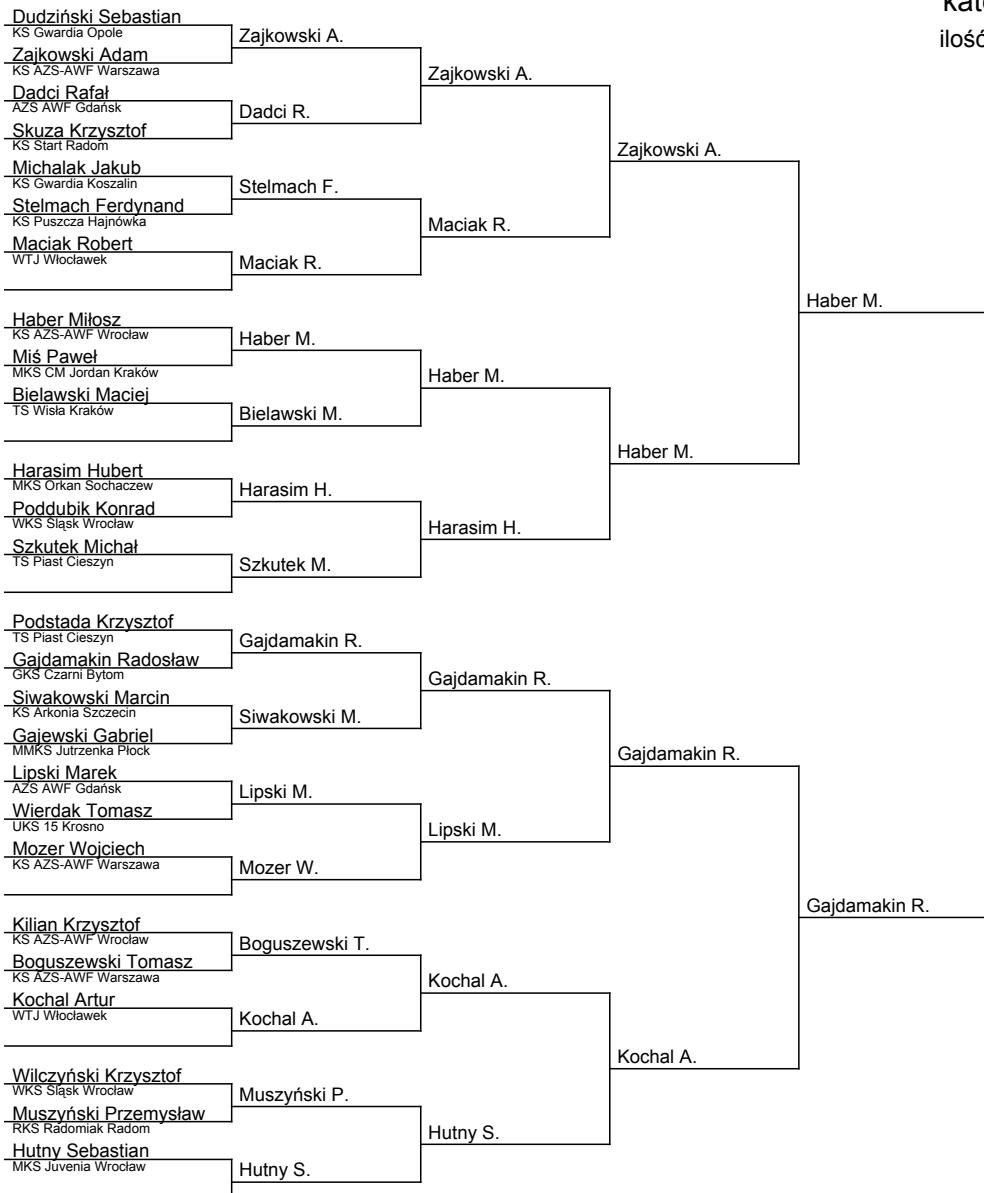 Dudziński Sebastian
KS Gwardia Opole
Zajkowski Adam
KS AZS-AWF Warszawa
Dadci Rafał
AZS AWF Gdańsk
Skuza Krzysztof
KS Start Radom
Michalak Jakub
KS Gwardia Koszalin
Stelmach Ferdynand
KS Puszcza Hajnówka
Maciak Robert
WTJ Włocławek
Haber Miłosz
KS AZS-AWF Wrocław
Miś Paweł
MKS CM Jordan Kraków
Bielawski Maciej
TS Wisła Kraków
Harasim Hubert
MKS Orkan Sochaczew
Poddubik Konrad
WKS Śląsk Wrocław
Szkutek Michał
TS Piast Cieszyn
Podstada Krzysztof
TS Piast Cieszyn
Gajdamakin Radosław
GKS Czarni Bytom
Siwakowski Marcin
KS Arkonia Szczecin
Gajewski Gabriel
MMKS Jutrzenka Płock
Lipski Marek
AZS AWF Gdańsk
Wierdak Tomasz
UKS 15 Krosno
Mozer Wojciech
KS AZS-AWF Warszawa
Kilian Krzysztof
KS AZS-AWF Wrocław
Boguszewski Tomasz
KS AZS-AWF Warszawa
Kochal Artur
WTJ Włocławek
Wilczyński Krzysztof
WKS Śląsk Wrocław
Muszyński Przemysław
RKS Radomiak Radom
Hutny Sebastian
MKS Juvenia Wrocław
Zajkowski A.
Dadci R.
Stelmach F.
Maciak R.
Haber M.
Bielawski M.
Harasim H.
Szkutek M.
Gajdamakin R.
Siwakowski M.
Lipski M.
Mozer W.
Boguszewski T.
Kochal A.
Muszyński P.
Hutny S.
Zajkowski A.
Maciak R.
Haber M.
Harasim H.
Gajdamakin R.
Lipski M.
Kochal A.
Hutny S.
Zajkowski A.
Haber M.
Gajdamakin R.
Kochal A.
Haber M.
Gajdamakin R.
ilość